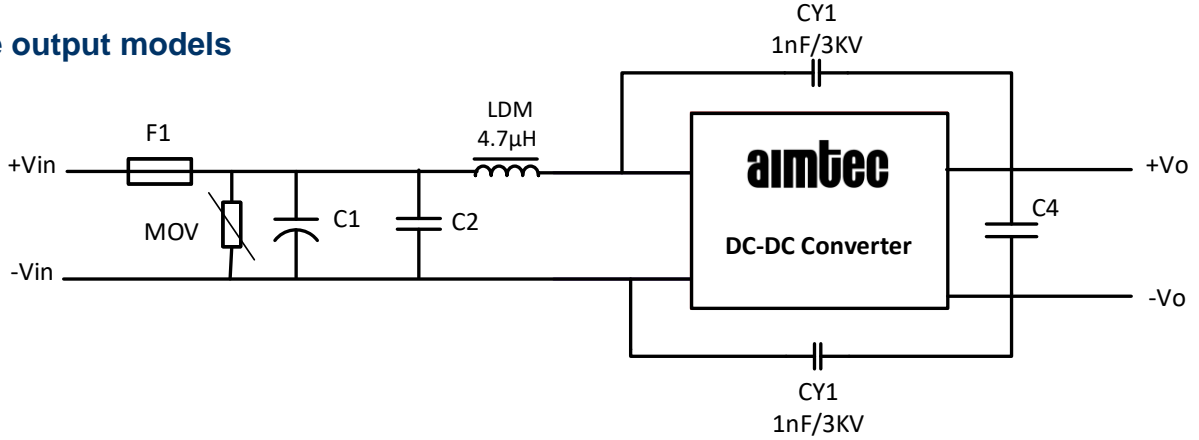 output models
CY1
1nF/3KV
LDM
4.7µH
F1
+Vin
MOV
C1
C2
-Vin
aimtec
DC-DC Converter
+Vo
C4
-Vo
CY1
1nF/3KV